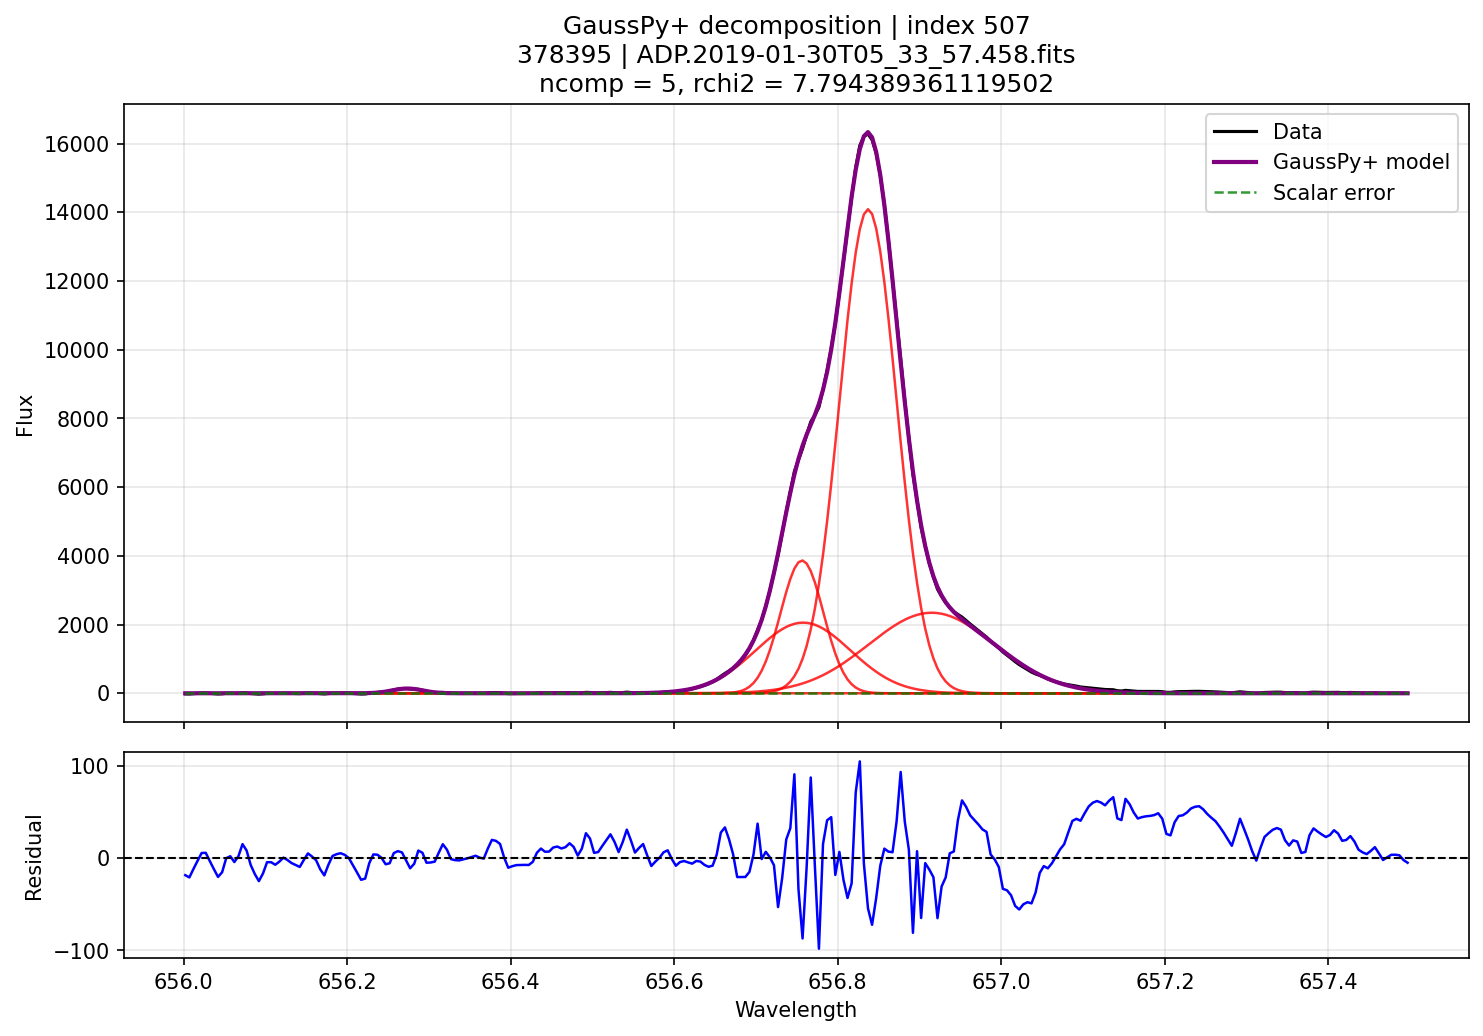 GaussPy+ decomposition | index 507
378395 | ADP.2019-01-30T05_33_57.458.fits
ncomp = 5, rchi2 = 7.794389361119502
Data
GaussPy+ model
Scalar error
Flux
16000
14000
12000
10000
8000
6000
4000
2000
0
Residual
100
0
−100
656.0
656.2
656.4
656.6
656.8
657.0
657.2
657.4
Wavelength